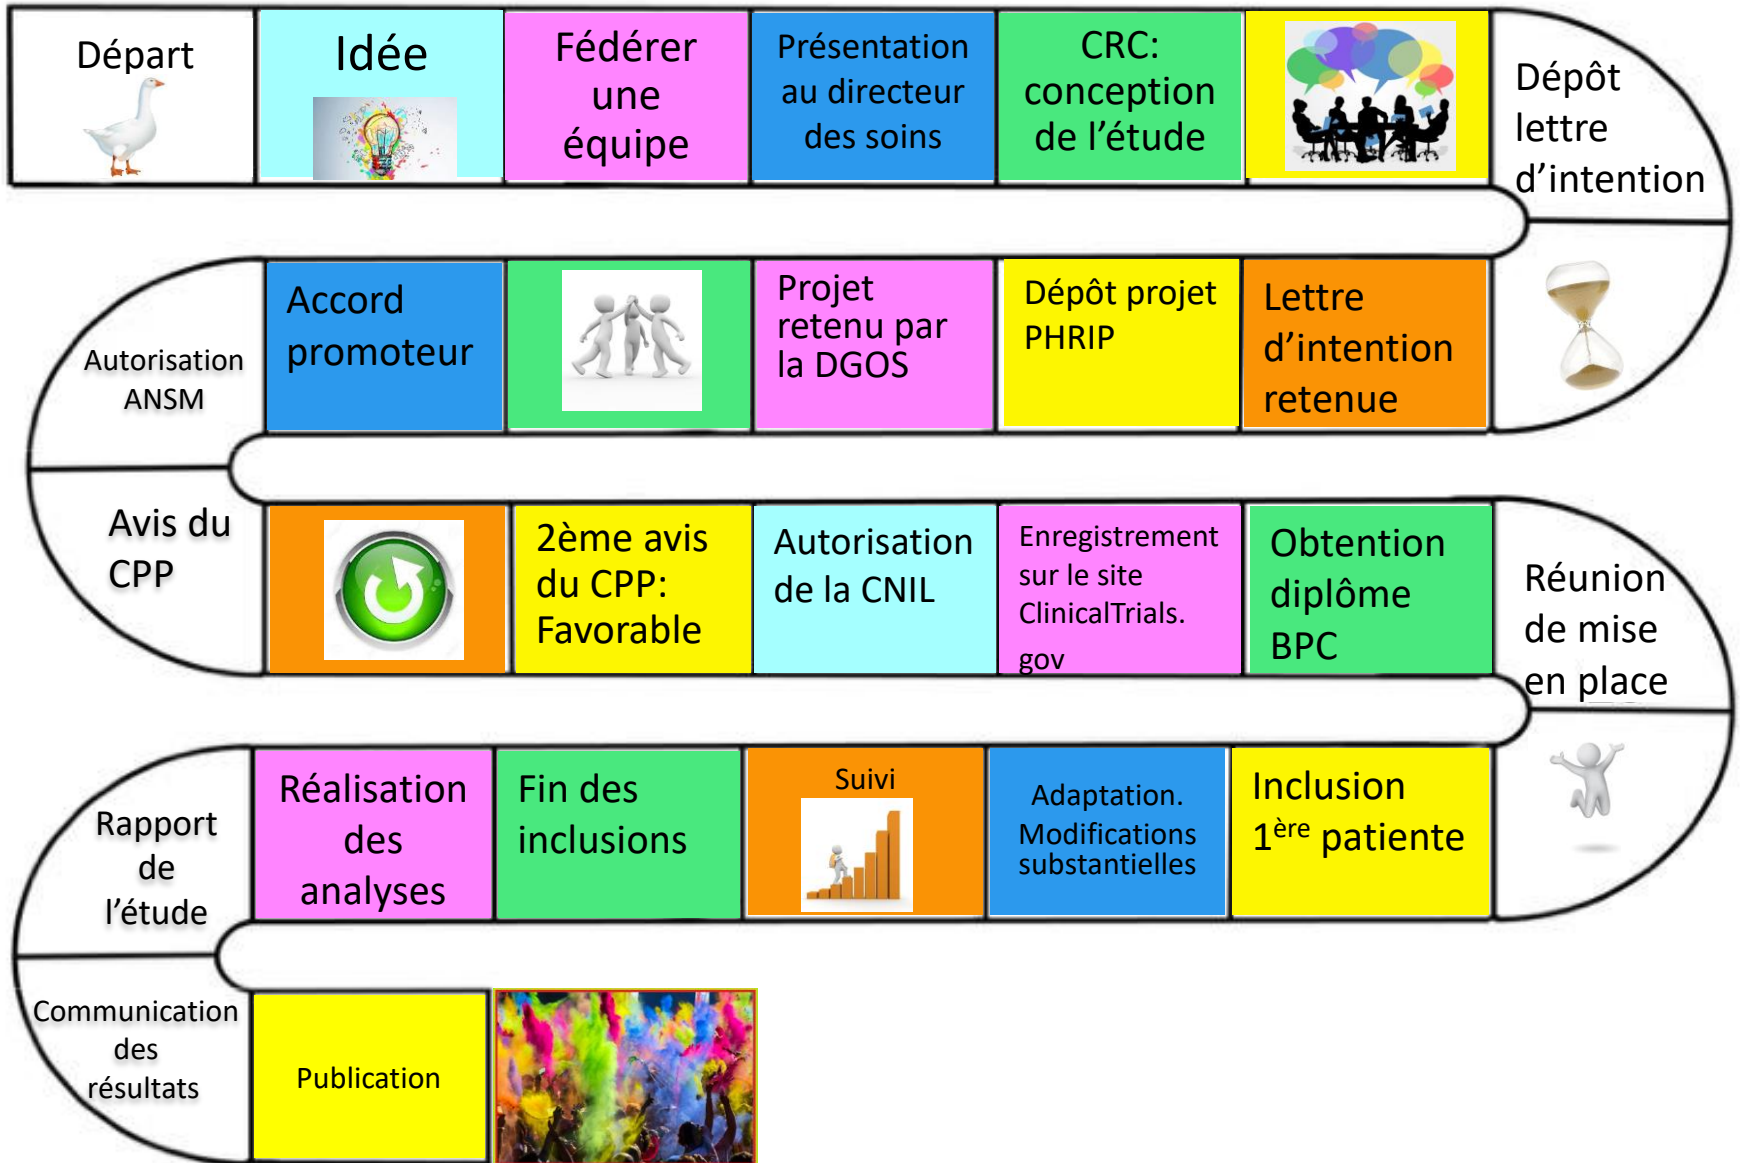 Départ
Idée
Fédérer
une
équipe
Présentation
au directeur
des soins
CRC:
conception
de l’étude
Dépôt
lettre
d’intention
Lettre
d’intention
retenue
Dépôt projet
PHRIP
Projet
retenu par
la DGOS
Accord
promoteur
Autorisation
ANSM
Avis du
CPP
2ème avis
du CPP:
Favorable
Autorisation
de la CNIL
Enregistrement
sur le site
ClinicalTrials.
gov
Obtention
diplôme
BPC
Réunion
de mise
en place
Inclusion
1ère patiente
Adaptation.
Modifications
substantielles
Suivi
Fin des
inclusions
Réalisation
des
analyses
Rapport
de
l’étude
Communication
des
résultats
Publication